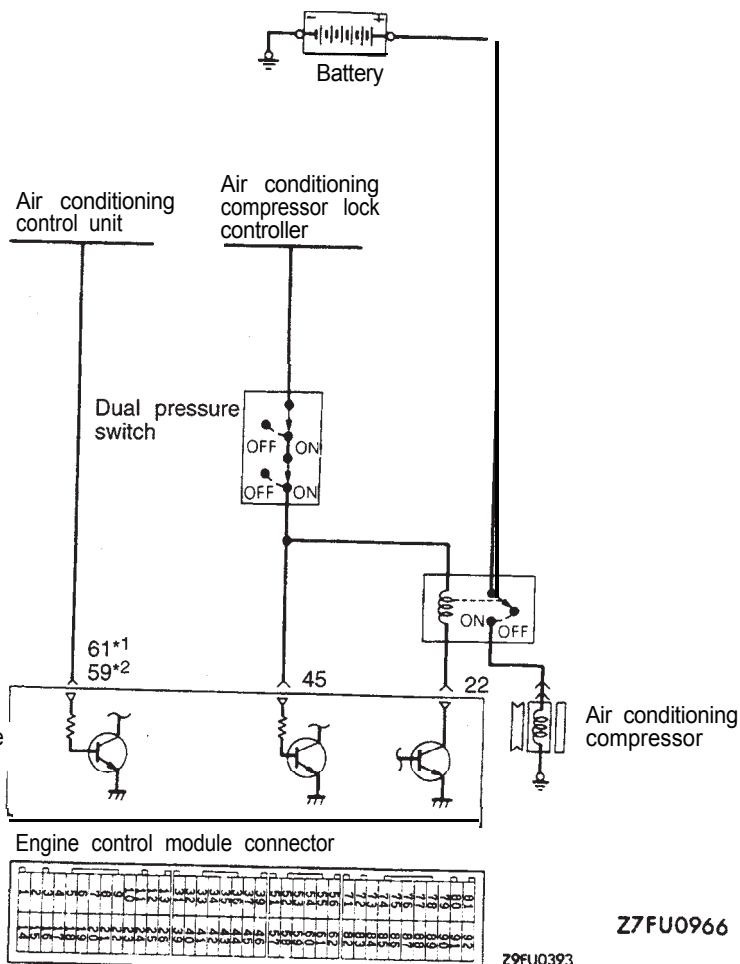 Battery
Air conditioning
control unit
Air conditioning
compressor lock
controller
Dual pressure
switch
OFF ON
OFF ON
ON
OFF
61*1
59*2
45
22
Air conditioning
compressor
e
Engine control module connector
Z7FU0966
Z9FU0393